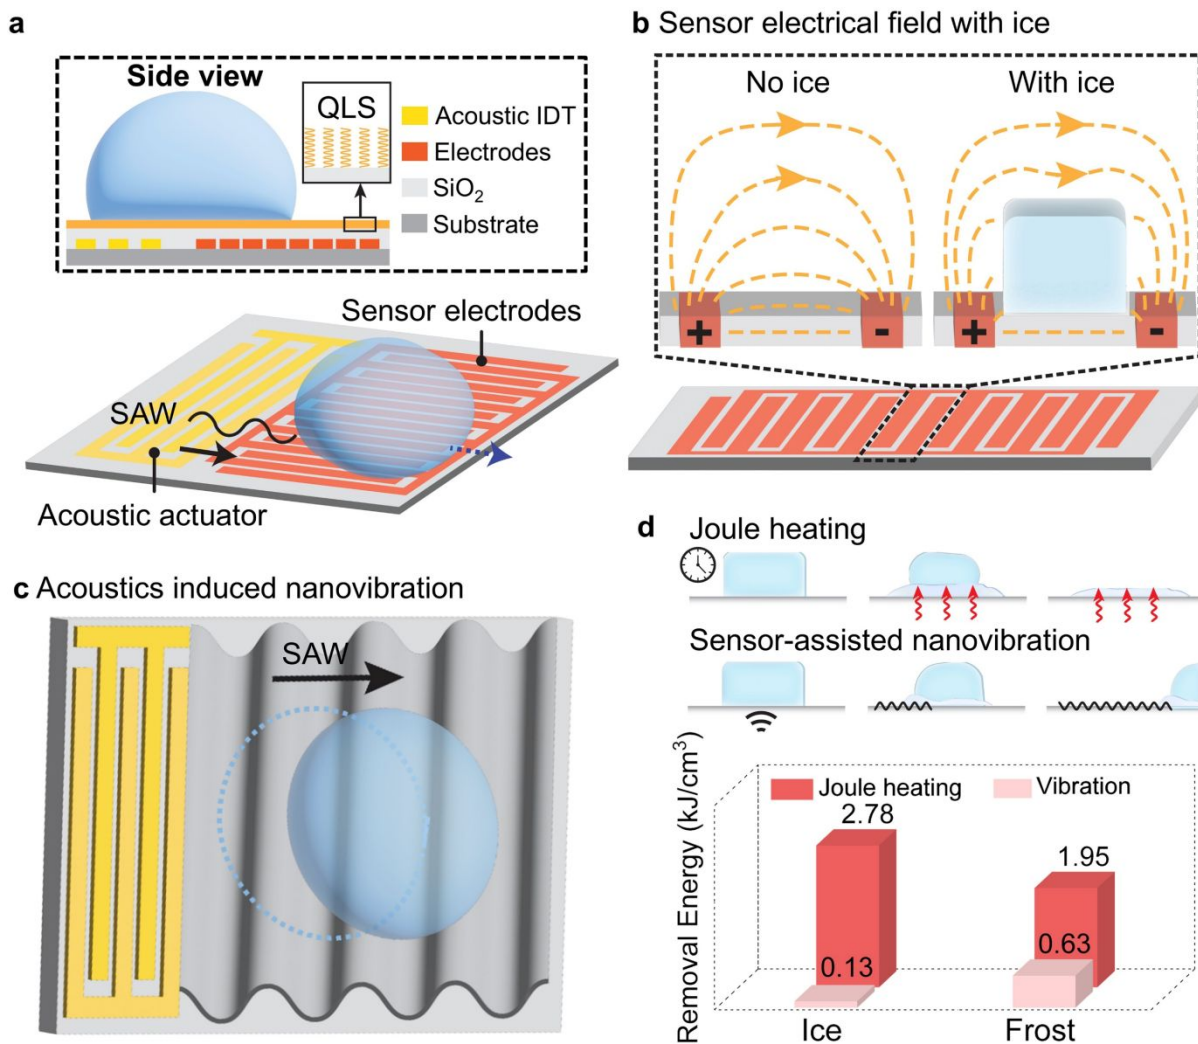 a
Side view
QLS
Acoustic IDT
Electrodes
SiO₂
Substrate
Sensor electrodes
SAW
Acoustic actuator
b Sensor electrical field with ice
No ice
With ice
+
-
+
-
c Acoustics induced nanovibration
SAW
d
Joule heating
Sensor-assisted nanovibration
Removal Energy (kJ/cm³)
Joule heating
Vibration
2.78
1.95
0.13
0.63
Ice
Frost